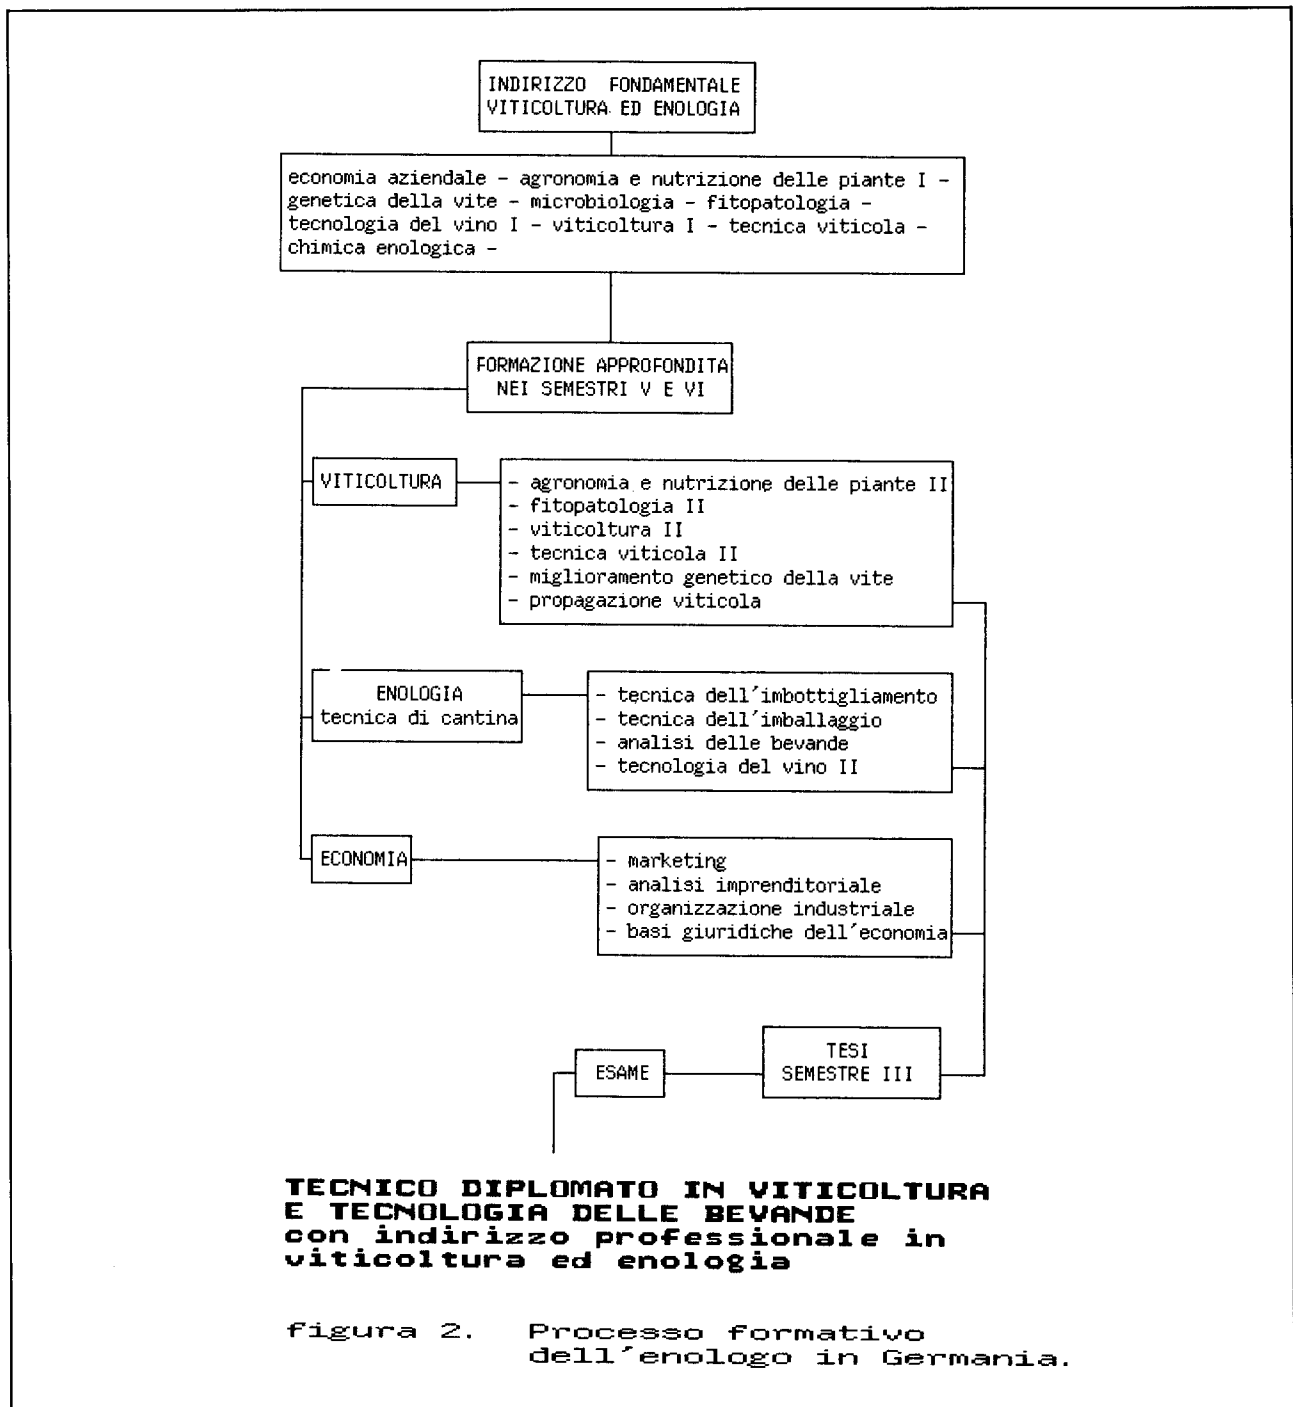 INDIRIZZO FONDAMENTALE
VITICOLTURA ED ENOLOGIA
economia aziendale - agronomia e nutrizione delle piante I -
genetica della vite - microbiologia - fitopatologia -
tecnologia del vino I - viticoltura I - tecnica viticola -
chimica enologica -
FORMAZIONE APPROFONDITA
NEI SEMESTRI V E VI
VITICOLTURA
- agronomia e nutrizione delle piante II
- fitopatologia II
- viticoltura II
- tecnica viticola II
- miglioramento genetico della vite
- propagazione viticola
ENOLOGIA
tecnica di cantina
- tecnica dell'imbottigliamento
- tecnica dell'imballaggio
- analisi delle bevande
- tecnologia del vino II
ECONOMIA
- marketing
- analisi imprenditoriale
- organizzazione industriale
- basi giuridiche dell'economia
TESI
SEMESTRE III
ESAME
TECNICO DIPLOMATO IN VITICOLTURA
E TECNOLOGIA DELLE BEVANDE
con indirizzo professionale in
viticoltura ed enologia
figura 2. Processo formativo
dell'enologo in Germania.